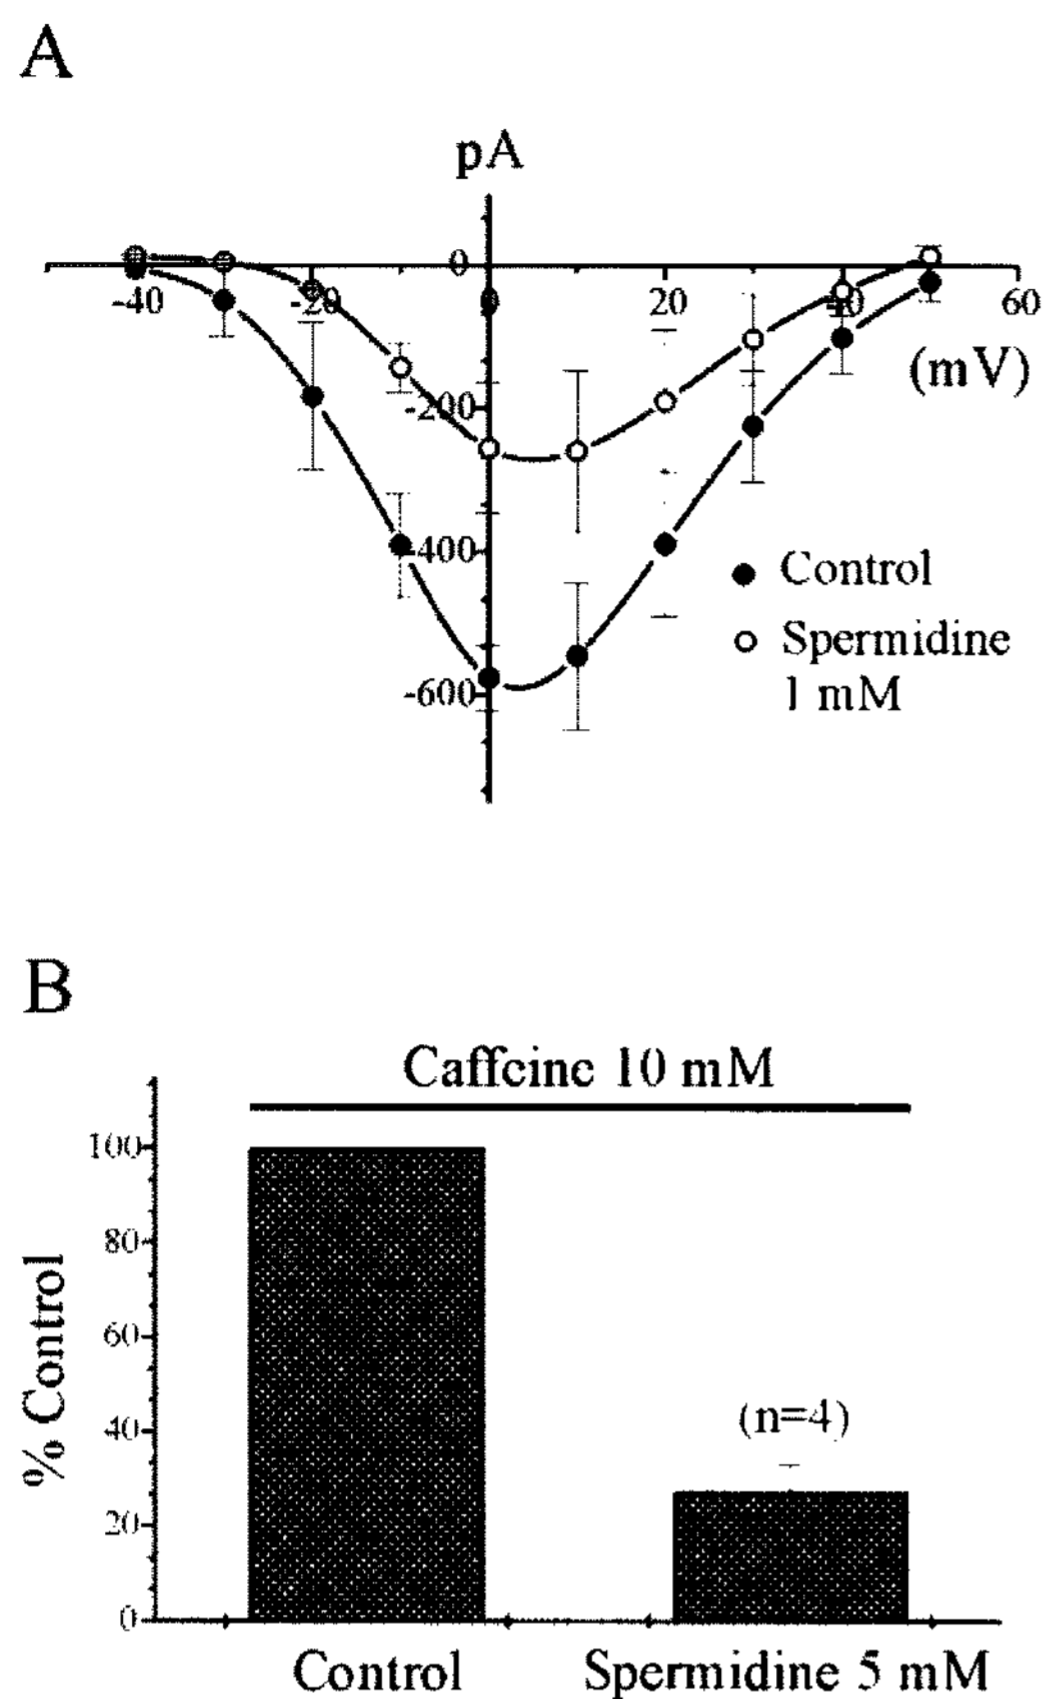 A
pA
0
-40 -20 0 20 40 60
(mV)
-200
-400
-600
Control
Spermidine
1 mM
B
Caffeine 10 mM
100
80
60
40
20
0
% Control
(n=4)
Control Spermidine 5 mM